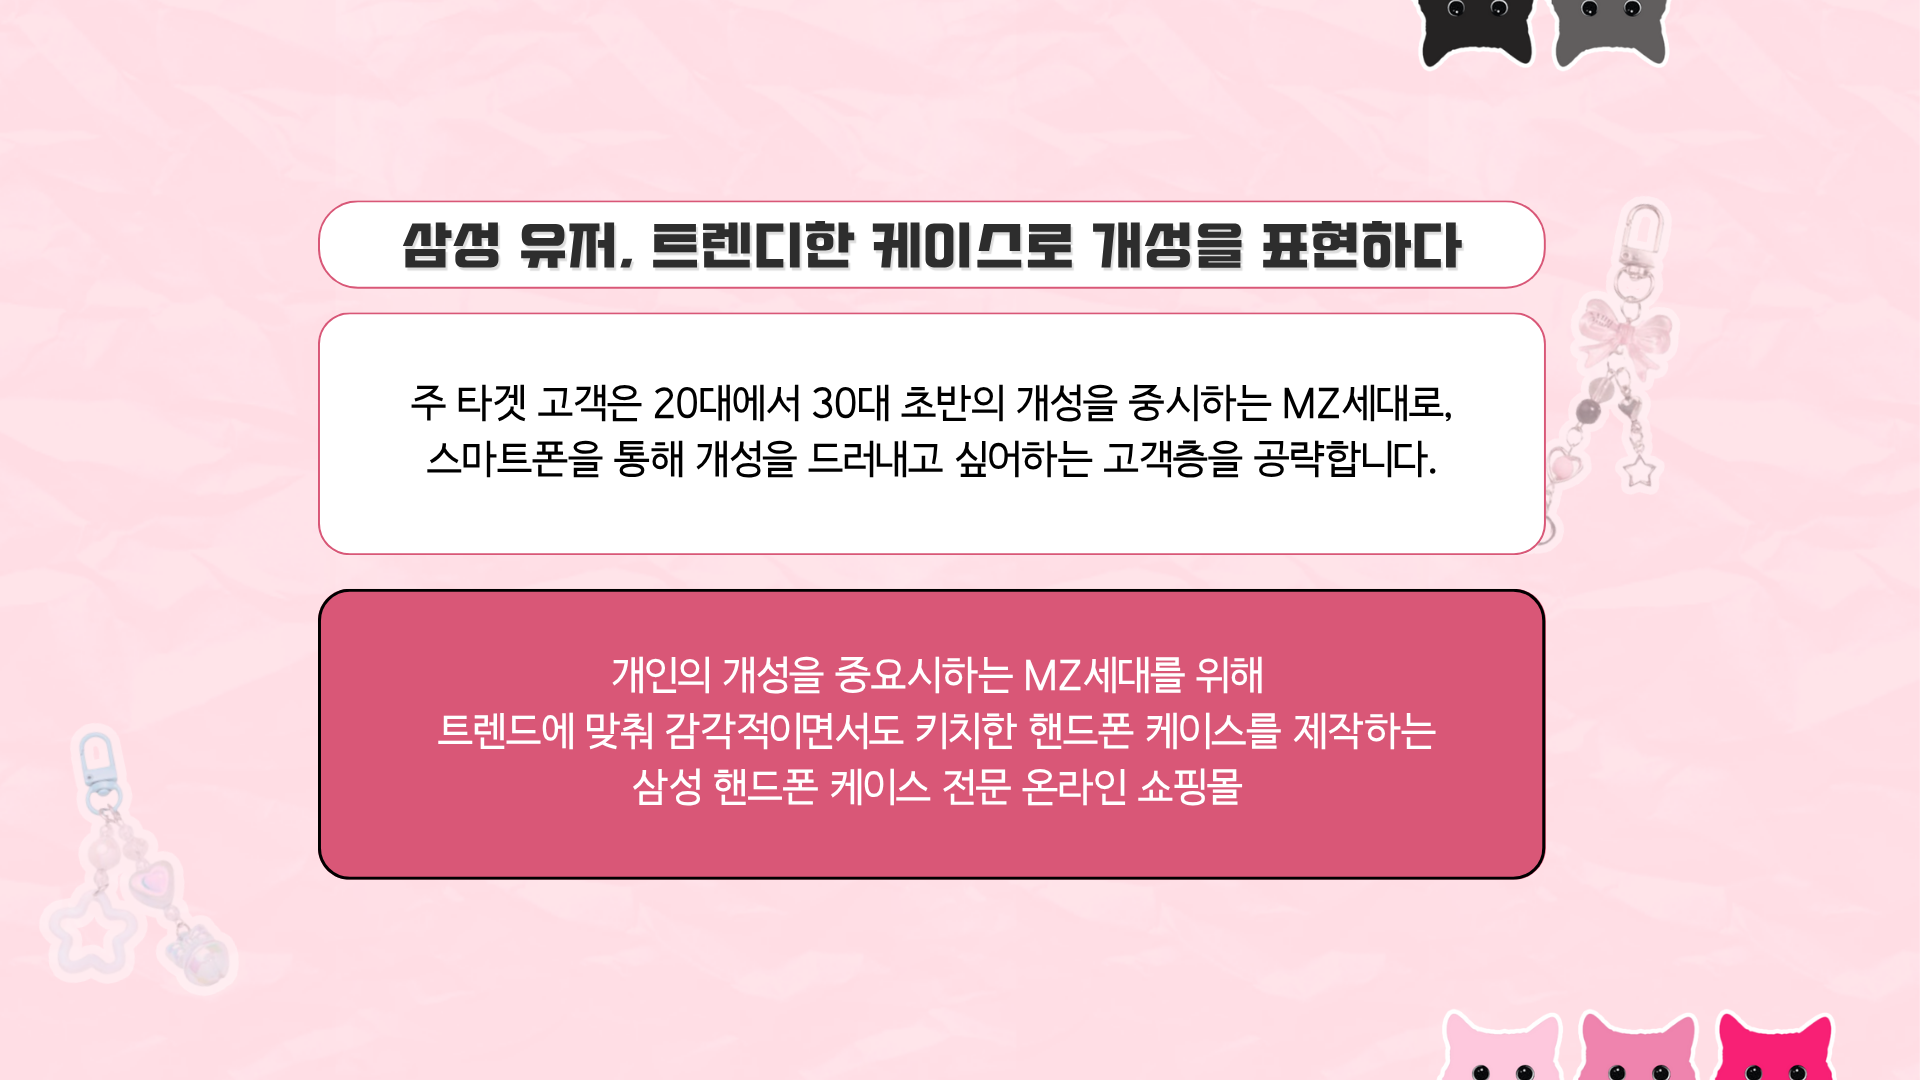 삼성 유저, 트렌디한 케이스로 개성을 표현하다
주 타겟 고객은 20대에서 30대 초반의 개성을 중시하는 MZ세대로,
스마트폰을 통해 개성을 드러내고 싶어하는 고객층을 공략합니다.
개인의 개성을 중요시하는 MZ세대를 위해
트렌드에 맞춰 감각적이면서도 키치한 핸드폰 케이스를 제작하는
삼성 핸드폰 케이스 전문 온라인 쇼핑몰